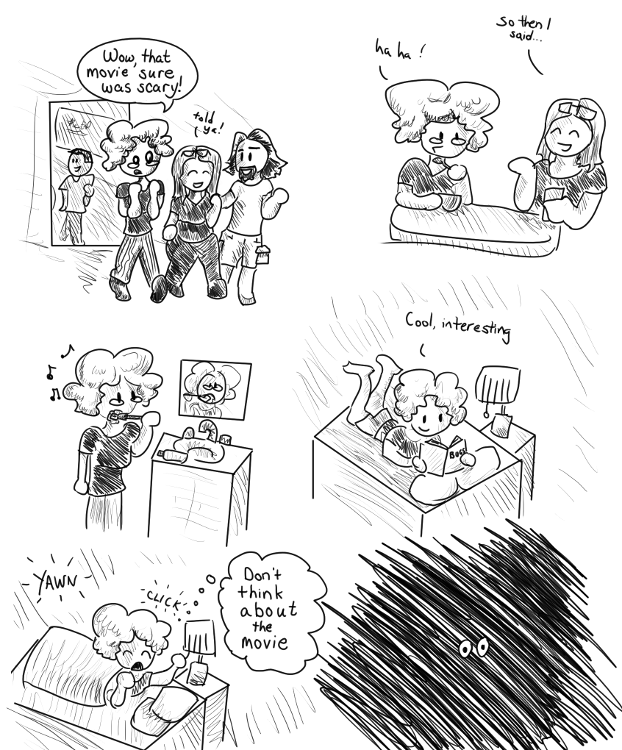 Wow, that
movie sure
was scary!
told
ya!
ha ha!
so then I
said...
Cool, interesting
BOOK
YAWN
CLICK
Don't
think
about
the
movie